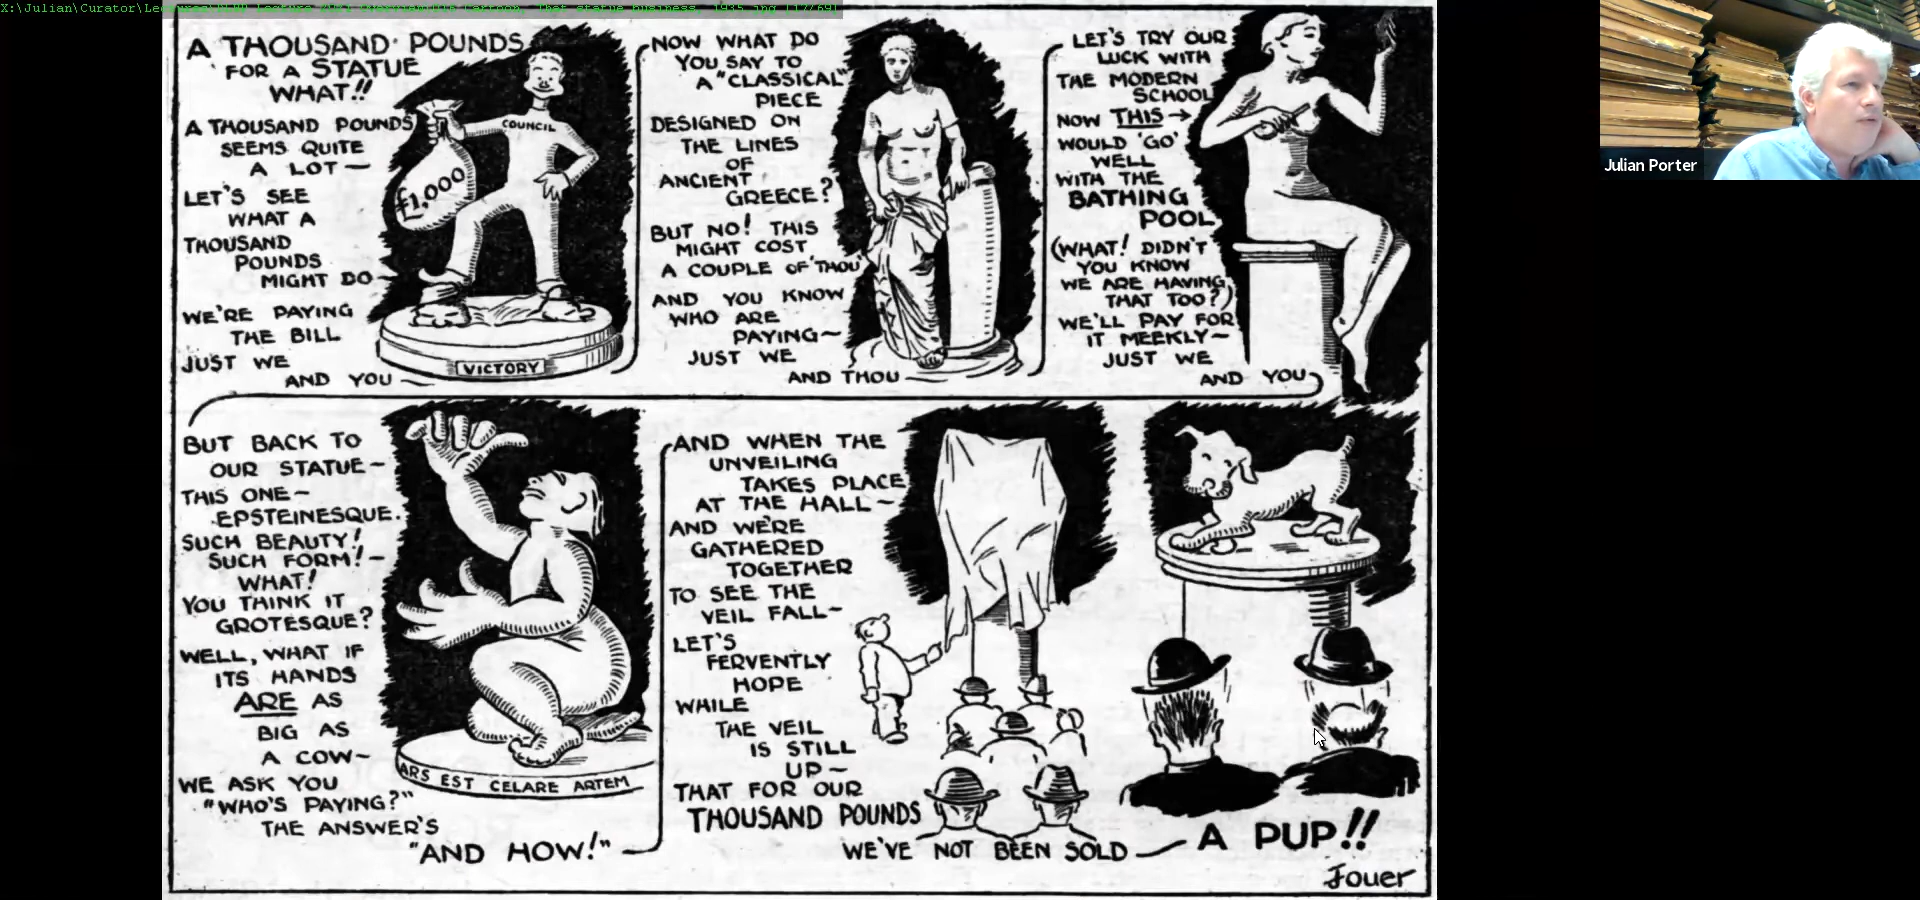 That statue business, 1935.jpg [17/69]
A THOUSAND POUNDS
FOR A STATUE
WHAT!!
A THOUSAND POUNDS
SEEMS QUITE
A LOT—
LET'S SEE
WHAT A
THOUSAND
POUNDS
MIGHT DO—
WE'RE PAYING
THE BILL
JUST WE
AND YOU—
COUNCIL
£1,000
VICTORY
NOW WHAT DO
YOU SAY TO
A "CLASSICAL"
PIECE
DESIGNED ON
THE LINES
OF
ANCIENT
GREECE?
BUT NO! THIS
MIGHT COST
A COUPLE OF 'THOU'
AND YOU KNOW
WHO ARE
PAYING—
JUST WE
AND THOU—
LET'S TRY OUR
LUCK WITH
THE MODERN
SCHOOL
NOW THIS→
WOULD 'GO'
WELL
WITH THE
BATHING
POOL
(WHAT! DIDN'T
YOU KNOW
WE ARE HAVING
THAT TOO?)
WE'LL PAY FOR
IT MEEKLY—
JUST WE
AND YOU
BUT BACK TO
OUR STATUE—
THIS ONE—
EPSTEINESQUE.
SUCH BEAUTY!
SUCH FORM!—
WHAT!
YOU THINK IT
GROTESQUE?
WELL, WHAT IF
ITS HANDS
ARE AS
BIG AS
A COW—
WE ASK YOU
"WHO'S PAYING?"
THE ANSWER'S
"AND HOW!"—
ARS EST CELARE ARTEM
AND WHEN THE
UNVEILING
TAKES PLACE
AT THE HALL—
AND WE'RE
GATHERED
TOGETHER
TO SEE THE
VEIL FALL—
LET'S
FERVENTLY
HOPE
WHILE
THE VEIL
IS STILL
UP—
THAT FOR OUR
THOUSAND POUNDS
WE'VE NOT BEEN SOLD—
A PUP!!
Jouer
Julian Porter